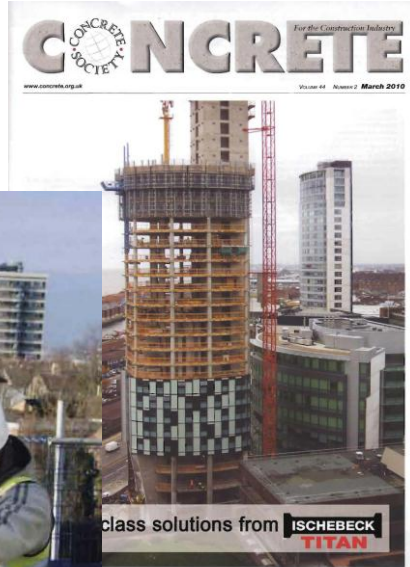 For the Construction Industry
CONCRETE
CONCRETE SOCIETY
www.concrete.org.uk
VOLUME 44 NUMBER 2 March 2010
class solutions from ISCHEBECK
TITAN